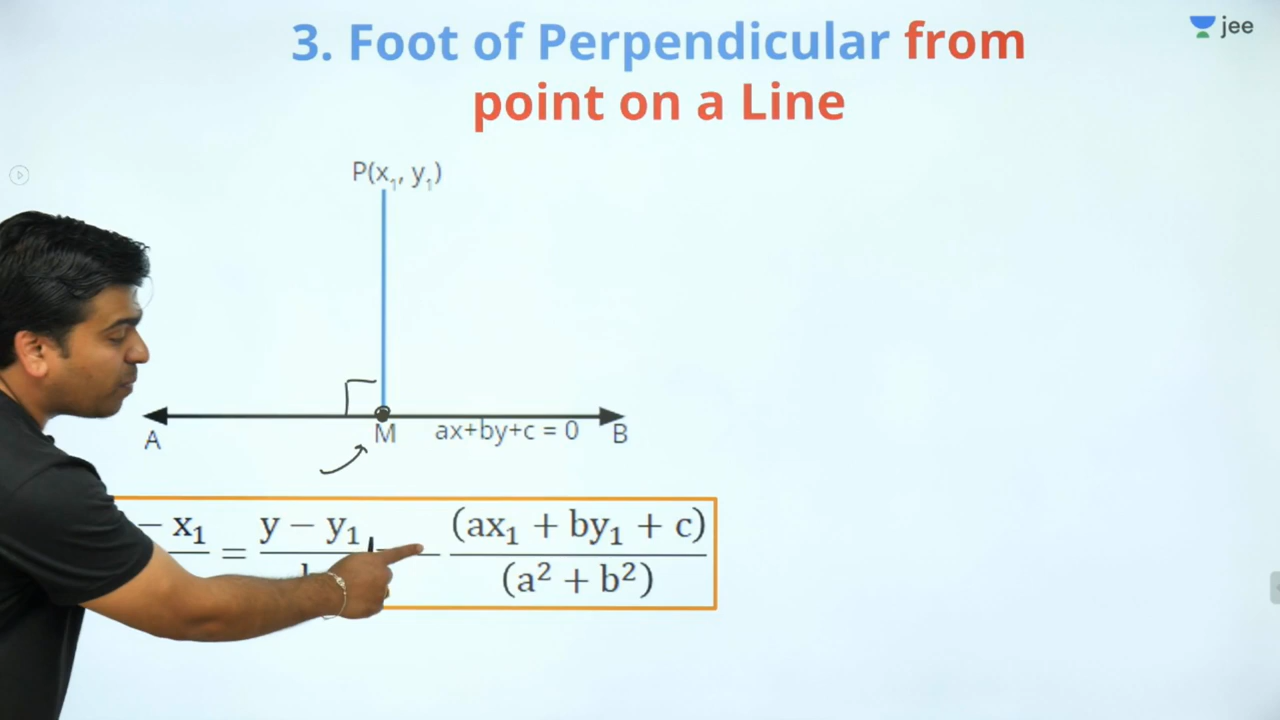 3. Foot of Perpendicular from
point on a Line
jee
P(x₁, y₁)
A
M
ax+by+c = 0
B
− x₁ = y − y₁ − (ax₁ + by₁ + c)
(a² + b²)